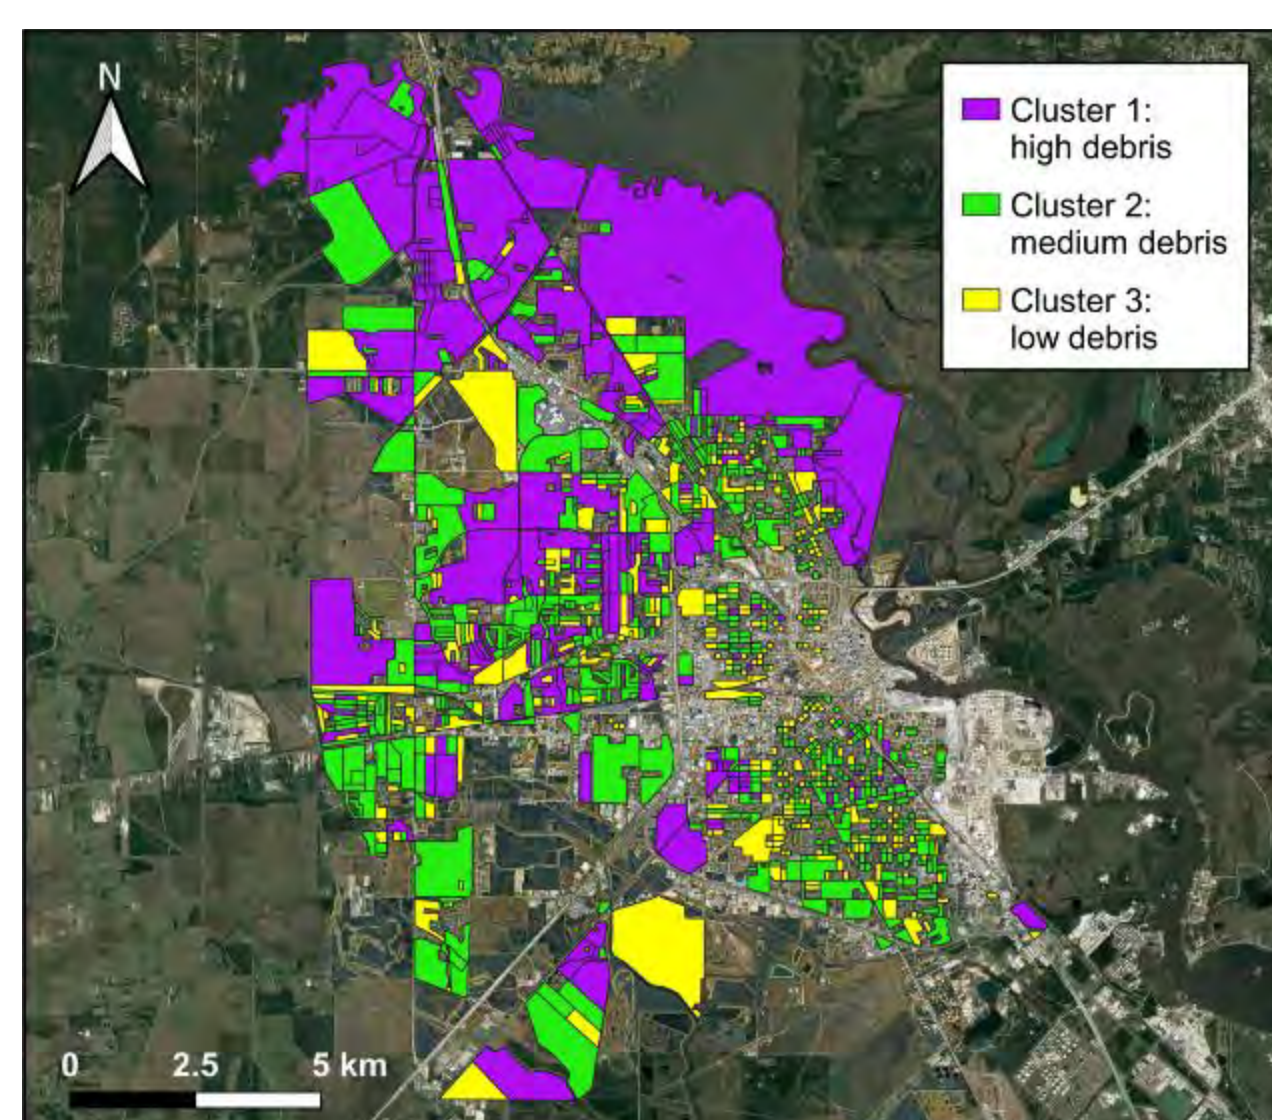 N
Cluster 1:
high debris
Cluster 2:
medium debris
Cluster 3:
low debris
0 2.5 5 km